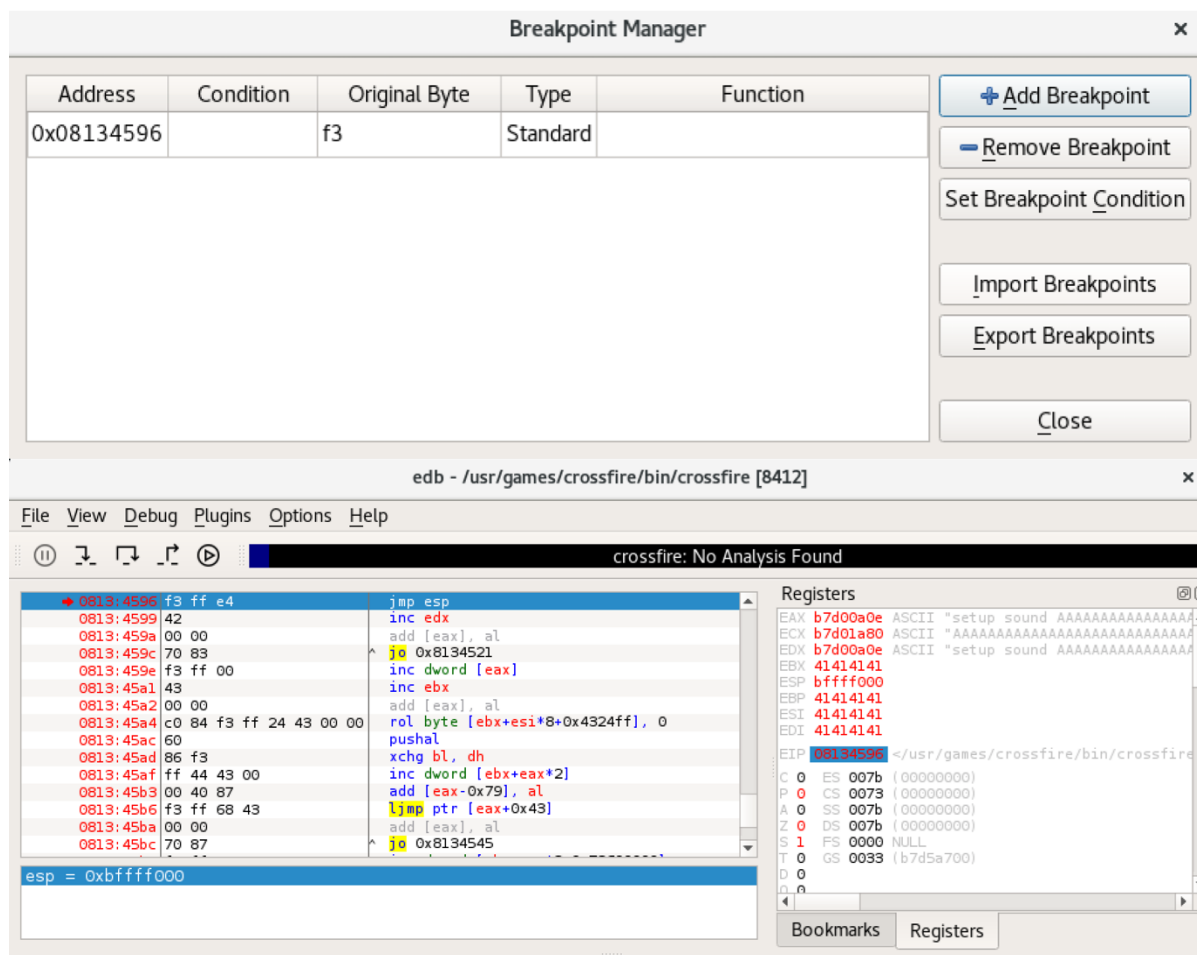 Breakpoint Manager ×
Address Condition Original Byte Type Function
0x08134596 f3 Standard
Add Breakpoint
Remove Breakpoint
Set Breakpoint Condition
Import Breakpoints
Export Breakpoints
Close
edb - /usr/games/crossfire/bin/crossfire [8412] ×
File View Debug Plugins Options Help
crossfire: No Analysis Found
0813:4596 f3 ff e4 jmp esp
0813:4599 42 inc edx
0813:459a 00 00 add [eax], al
0813:459c 70 83 ^ jo 0x8134521
0813:459e f3 ff 00 inc dword [eax]
0813:45a1 43 inc ebx
0813:45a2 00 00 add [eax], al
0813:45a4 c0 84 f3 ff 24 43 00 00 rol byte [ebx+esi*8+0x4324ff], 0
0813:45ac 60 pushal
0813:45ad 86 f3 xchg bl, dh
0813:45af ff 44 43 00 inc dword [ebx+eax*2]
0813:45b3 00 40 87 add [eax-0x79], al
0813:45b6 f3 ff 68 43 ljmp ptr [eax+0x43]
0813:45ba 00 00 add [eax], al
0813:45bc 70 87 ^ jo 0x8134545
esp = 0xbffff000
Registers
EAX b7d00a0e ASCII "setup sound AAAAAAAAAAAAAAAA
ECX b7d01a80 ASCII "AAAAAAAAAAAAAAAAAAAAAAAAAAAA
EDX b7d00a0e ASCII "setup sound AAAAAAAAAAAAAAAA
EBX 41414141
ESP bffff000
EBP 41414141
ESI 41414141
EDI 41414141
EIP 08134596 </usr/games/crossfire/bin/crossfire
C 0 ES 007b (00000000)
P 0 CS 0073 (00000000)
A 0 SS 007b (00000000)
Z 0 DS 007b (00000000)
S 1 FS 0000 NULL
T 0 GS 0033 (b7d5a700)
D 0
O 0
Bookmarks Registers